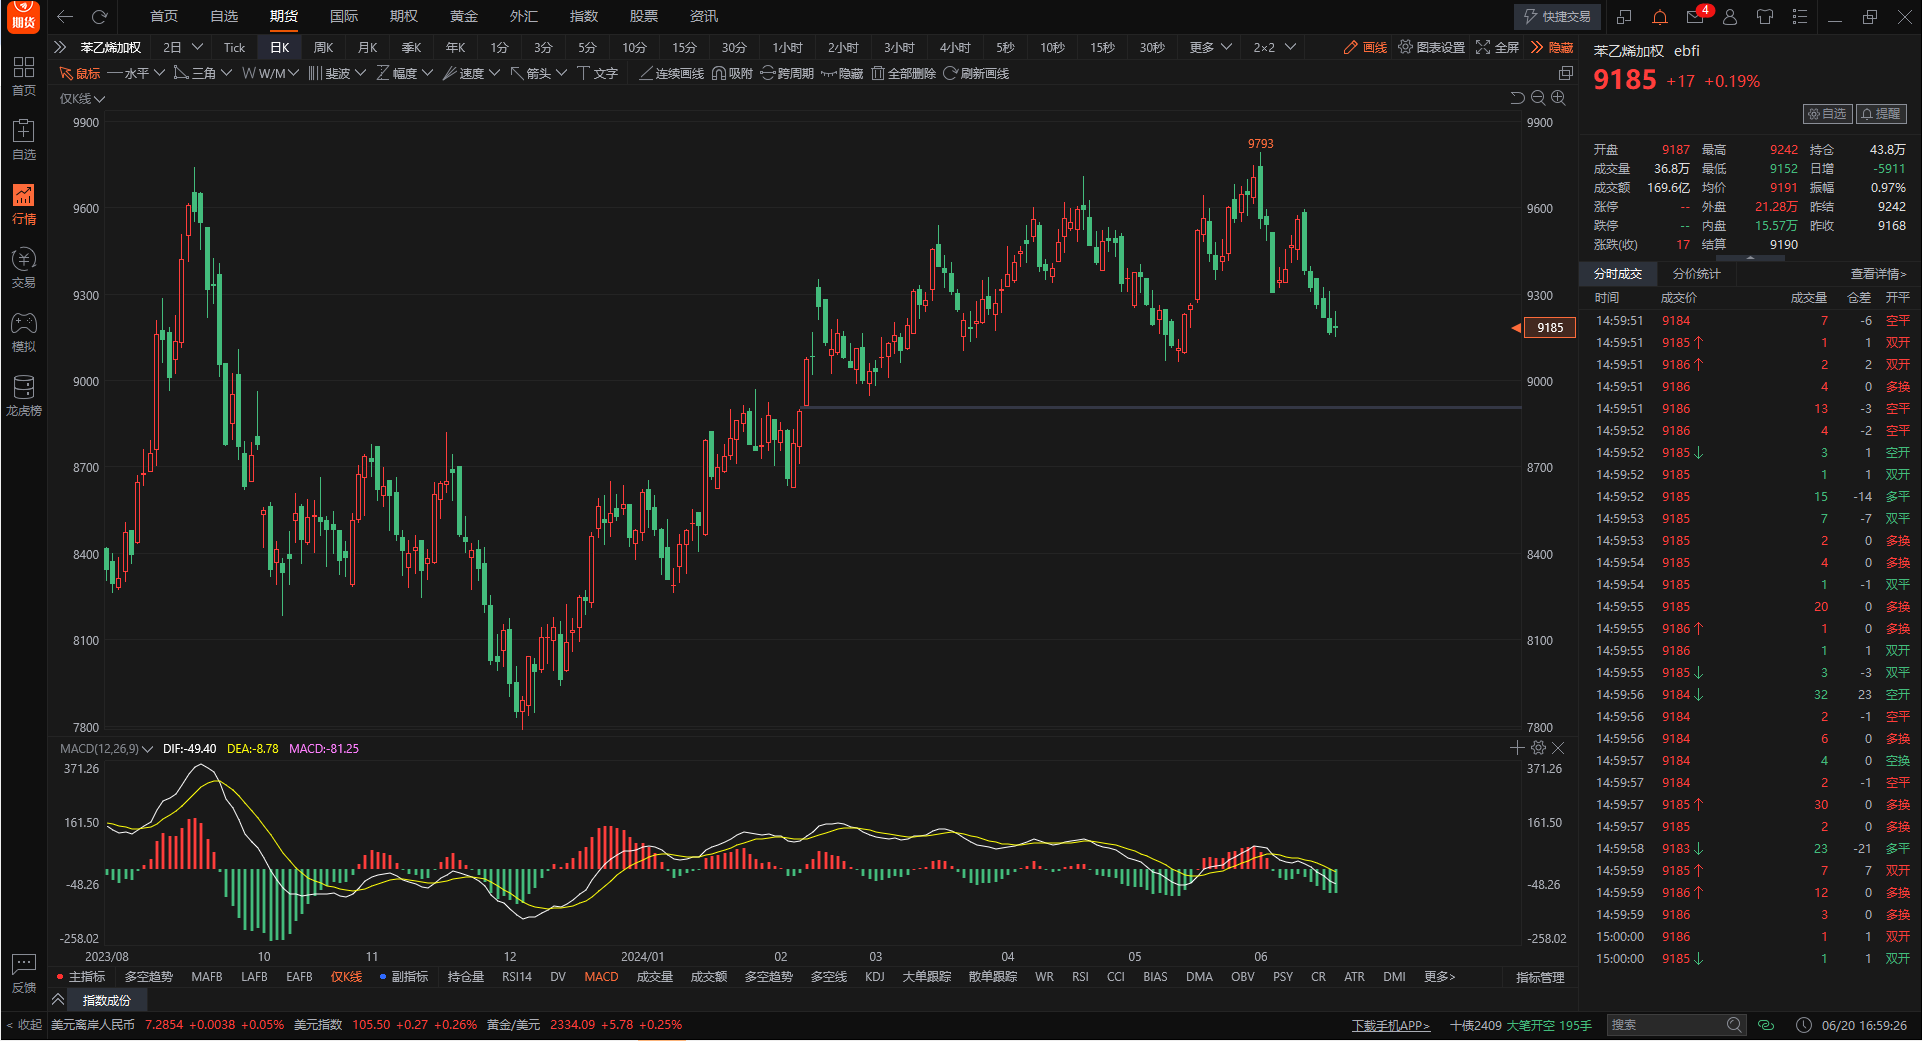 期货 首页 自选 期货 国际 期权 黄金 外汇 指数 股票 资讯 快捷交易 4
苯乙烯加权 2日 Tick 日K 周K 月K 季K 年K 1分 3分 5分 10分 15分 30分 1小时 2小时 3小时 4小时 5秒 10秒 15秒 30秒 更多 2×2 画线 图表设置 全屏 隐藏
鼠标 水平 三角 W/M 斐波 幅度 速度 箭头 文字 连续画线 吸附 跨周期 隐藏 全部删除 刷新画线
仅K线
首页
自选
行情
交易
模拟
龙虎榜
反馈
9900 9900
9793
9600 9600
9300 9300
9185
9000 9000
8700 8700
8400 8400
8100 8100
7800 7800
MACD(12,26,9) DIF:-49.40 DEA:-8.78 MACD:-81.25
371.26 371.26
161.50 161.50
-48.26 -48.26
-258.02 -258.02
2023/08 10 11 12 2024/01 02 03 04 05 06
主指标 多空趋势 MAFB LAFB EAFB 仅K线 副指标 持仓量 RSI14 DV MACD 成交量 成交额 多空趋势 多空线 KDJ 大单跟踪 散单跟踪 WR RSI CCI BIAS DMA OBV PSY CR ATR DMI 更多> 指标管理
指数成份
苯乙烯加权 ebfi
9185 +17 +0.19%
自选 提醒
开盘 9187 最高 9242 持仓 43.8万
成交量 36.8万 最低 9152 日增 -5911
成交额 169.6亿 均价 9191 振幅 0.97%
涨停 -- 外盘 21.28万 昨结 9242
跌停 -- 内盘 15.57万 昨收 9168
涨跌(收) 17 结算 9190
分时成交 分价统计 查看详情>
时间 成交价 成交量 仓差 开平
14:59:51 9184 7 -6 空平
14:59:51 9185↑ 1 1 双开
14:59:51 9186↑ 2 2 双开
14:59:51 9186 4 0 多换
14:59:51 9186 13 -3 空平
14:59:52 9186 4 -2 空平
14:59:52 9185↓ 3 1 空开
14:59:52 9185 1 1 双开
14:59:52 9185 15 -14 多平
14:59:53 9185 7 -7 双平
14:59:53 9185 2 0 多换
14:59:54 9185 4 0 多换
14:59:54 9185 1 -1 双平
14:59:55 9185 20 0 多换
14:59:55 9186↑ 1 0 多换
14:59:55 9186 1 1 双开
14:59:55 9185↓ 3 -3 双平
14:59:56 9184↓ 32 23 空开
14:59:56 9184 2 -1 空平
14:59:56 9184 6 0 多换
14:59:57 9184 4 0 空换
14:59:57 9184 2 -1 空平
14:59:57 9185↑ 30 0 多换
14:59:57 9185 2 0 多换
14:59:58 9183↓ 23 -21 多平
14:59:59 9185↑ 7 7 双开
14:59:59 9186↑ 12 0 多换
14:59:59 9186 3 0 多换
15:00:00 9186 1 1 双开
15:00:00 9185↓ 1 1 双开
< 收起 美元离岸人民币 7.2854 +0.0038 +0.05% 美元指数 105.50 +0.27 +0.26% 黄金/美元 2334.09 +5.78 +0.25% 下载手机APP> 十债2409 大笔开空 195手 搜索 06/20 16:59:26